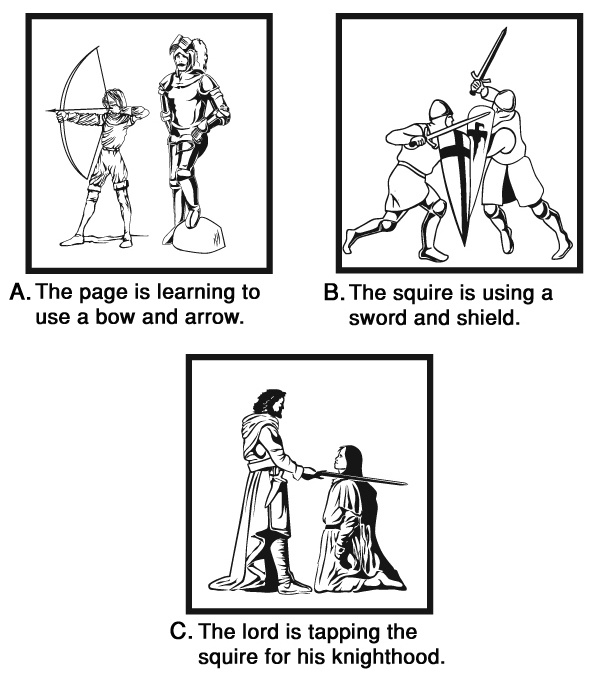 A. The page is learning to
use a bow and arrow.
B. The squire is using a
sword and shield.
C. The lord is tapping the
squire for his knighthood.